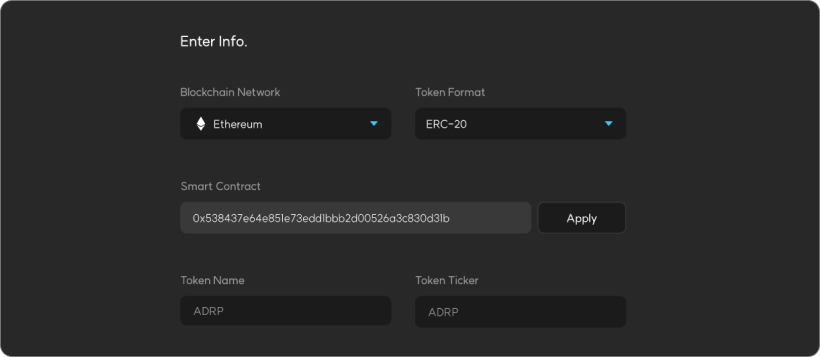 Enter Info.
Blockchain Network Token Format
Ethereum ERC-20
Smart Contract
0x538437e64e851e73edd1bbb2d00526a3c830d31b Apply
Token Name Token Ticker
ADRP ADRP